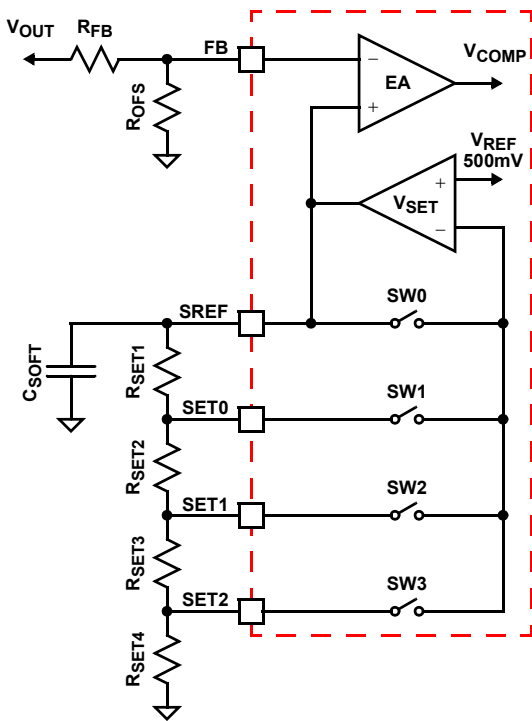 VOUT
RFB
FB
ROFS
−
EA
+
VCOMP
VREF
500mV
VSET
+
−
SREF
SW0
CSOFT
RSET1
SET0
SW1
RSET2
SET1
SW2
RSET3
SET2
SW3
RSET4